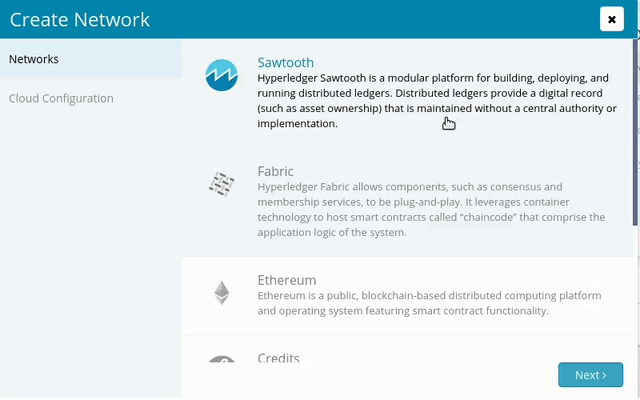 Create Network
Networks
Cloud Configuration
Sawtooth
Hyperledger Sawtooth is a modular platform for building, deploying, and
running distributed ledgers. Distributed ledgers provide a digital record
(such as asset ownership) that is maintained without a central authority or
implementation.
Fabric
Hyperledger Fabric allows components, such as consensus and
membership services, to be plug-and-play. It leverages container
technology to host smart contracts called “chaincode” that comprise the
application logic of the system.
Ethereum
Ethereum is a public, blockchain-based distributed computing platform
and operating system featuring smart contract functionality.
Credits
Next ›